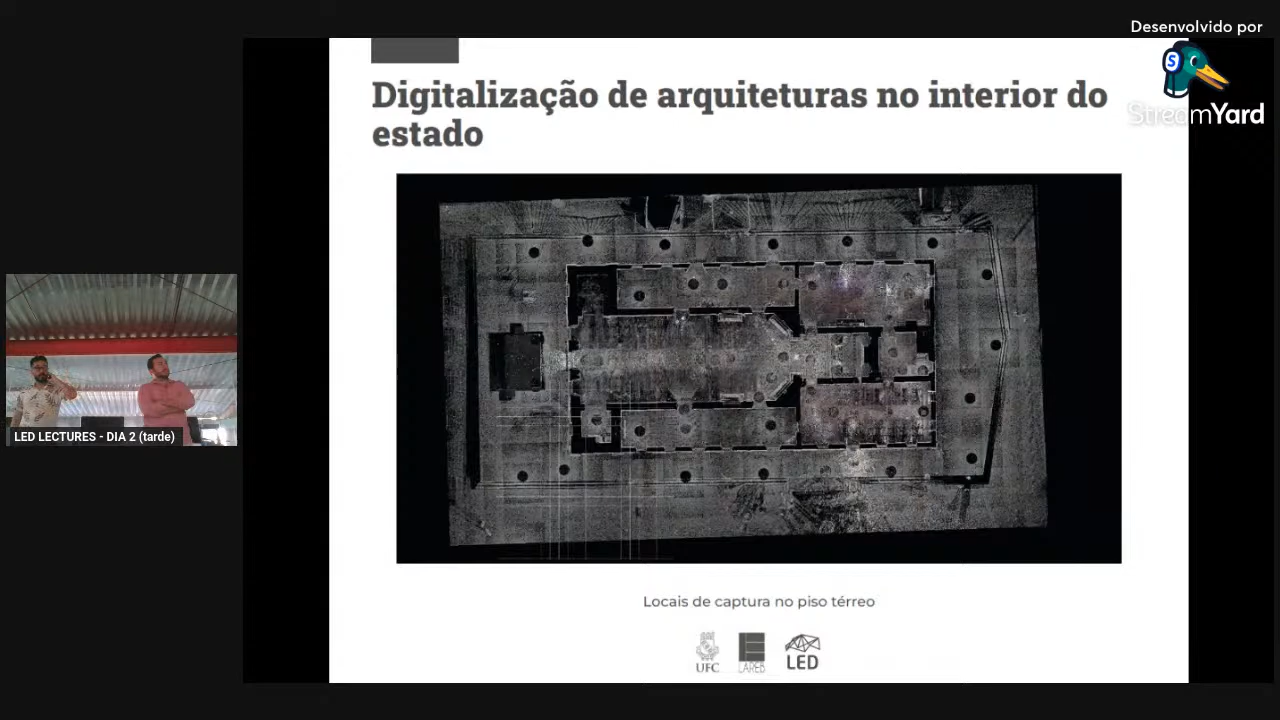 Desenvolvido por
StreamYard
Digitalização de arquiteturas no interior do
estado
LED LECTURES - DIA 2 (tarde)
Locais de captura no piso térreo
UFC
LAREB
LED